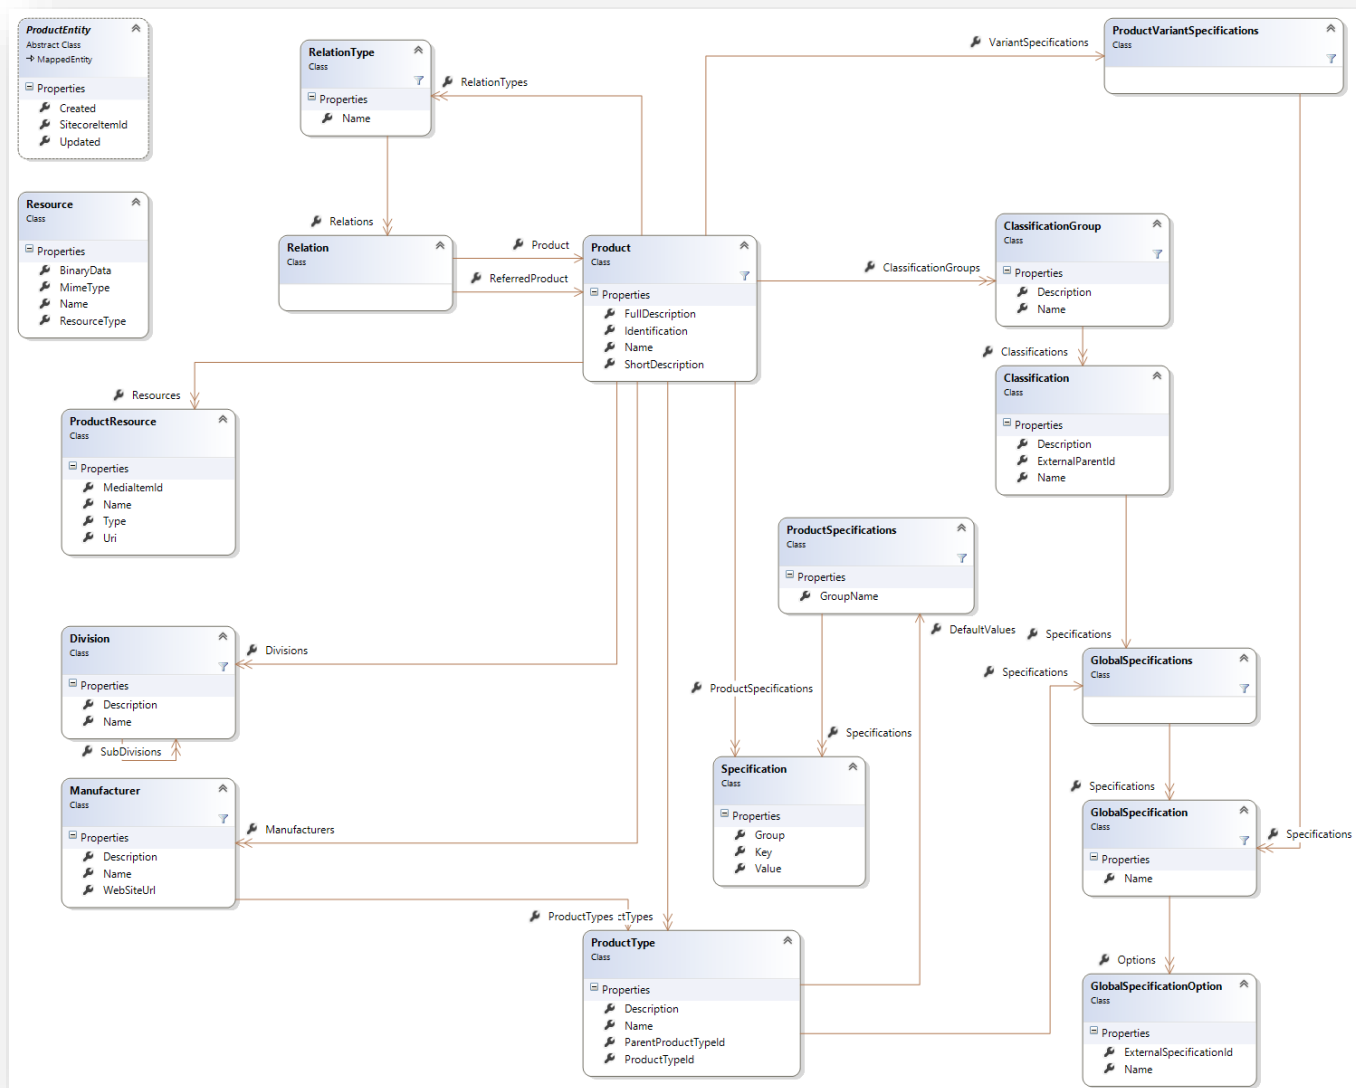 ProductEntity
Abstract Class
MappedEntity
Properties
Created
SitecoreItemId
Updated
Resource
Class
Properties
BinaryData
MimeType
Name
ResourceType
RelationType
Class
Properties
Name
RelationTypes
Relations
Relation
Class
Product
ReferredProduct
Product
Class
Properties
FullDescription
Identification
Name
ShortDescription
VariantSpecifications
ProductVariantSpecifications
Class
ClassificationGroups
ClassificationGroup
Class
Properties
Description
Name
Classifications
Classification
Class
Properties
Description
ExternalParentId
Name
Resources
ProductResource
Class
Properties
MediaItemId
Name
Type
Uri
ProductSpecifications
Class
Properties
GroupName
DefaultValues
Specifications
Specifications
GlobalSpecifications
Class
Division
Class
Properties
Description
Name
Divisions
SubDivisions
ProductSpecifications
Specifications
Specification
Class
Properties
Group
Key
Value
Manufacturer
Class
Properties
Description
Name
WebSiteUrl
Manufacturers
Specifications
GlobalSpecification
Class
Properties
Name
Specifications
ProductTypes
ctTypes
ProductType
Class
Properties
Description
Name
ParentProductTypeId
ProductTypeId
Options
GlobalSpecificationOption
Class
Properties
ExternalSpecificationId
Name